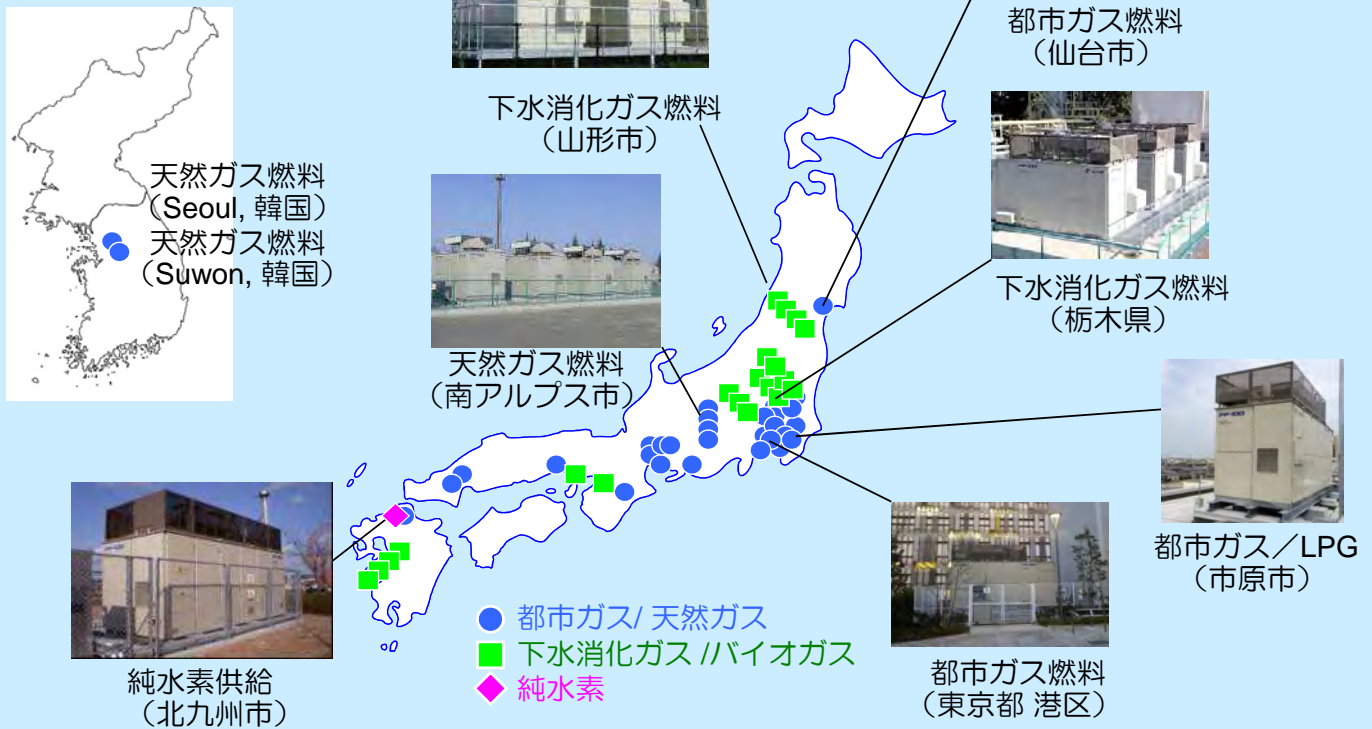 都市ガス燃料
（仙台市）
下水消化ガス燃料
（山形市）
天然ガス燃料
（Seoul, 韓国）
天然ガス燃料
（Suwon, 韓国）
下水消化ガス燃料
（栃木県）
天然ガス燃料
（南アルプス市）
都市ガス／LPG
（市原市）
純水素供給
（北九州市）
都市ガス/ 天然ガス
下水消化ガス /バイオガス
純水素
都市ガス燃料
（東京都 港区）